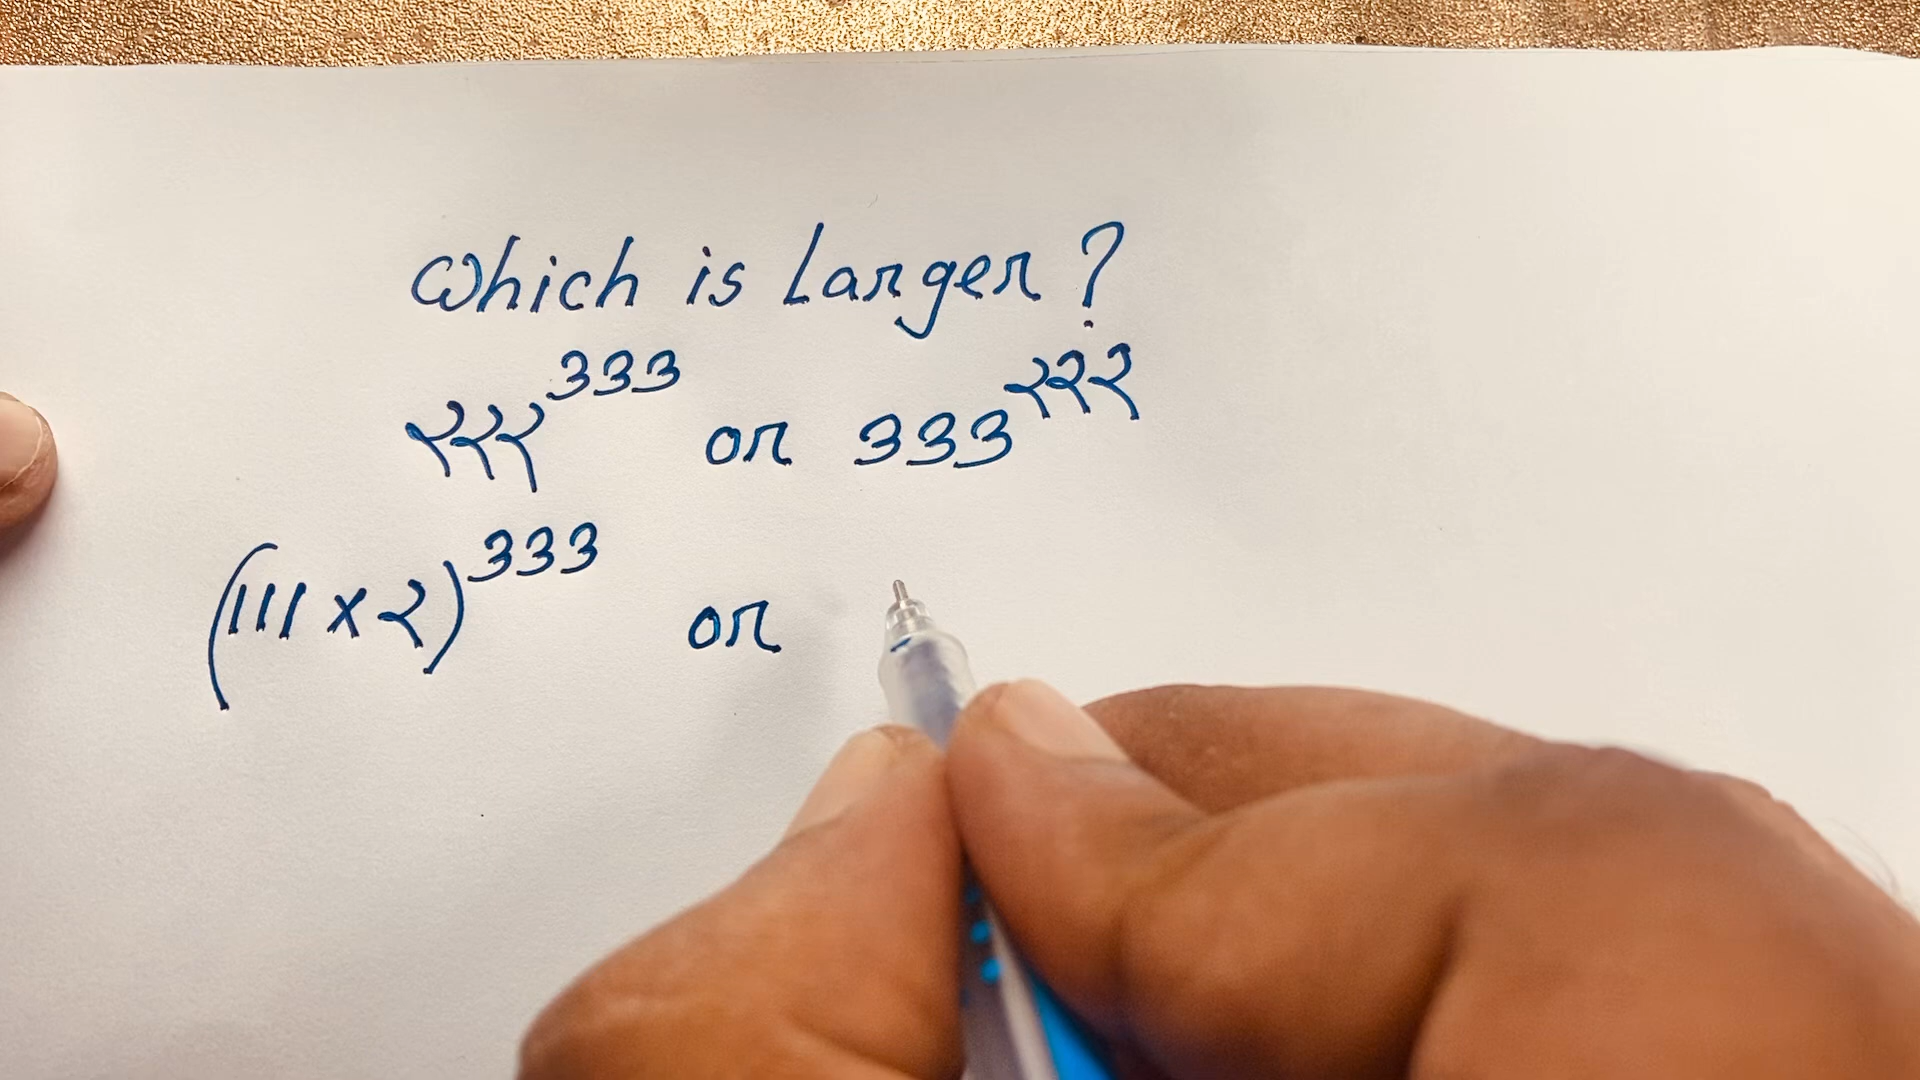 Which is Larger?
222^333 or 333^222
(111 x 2)^333 or